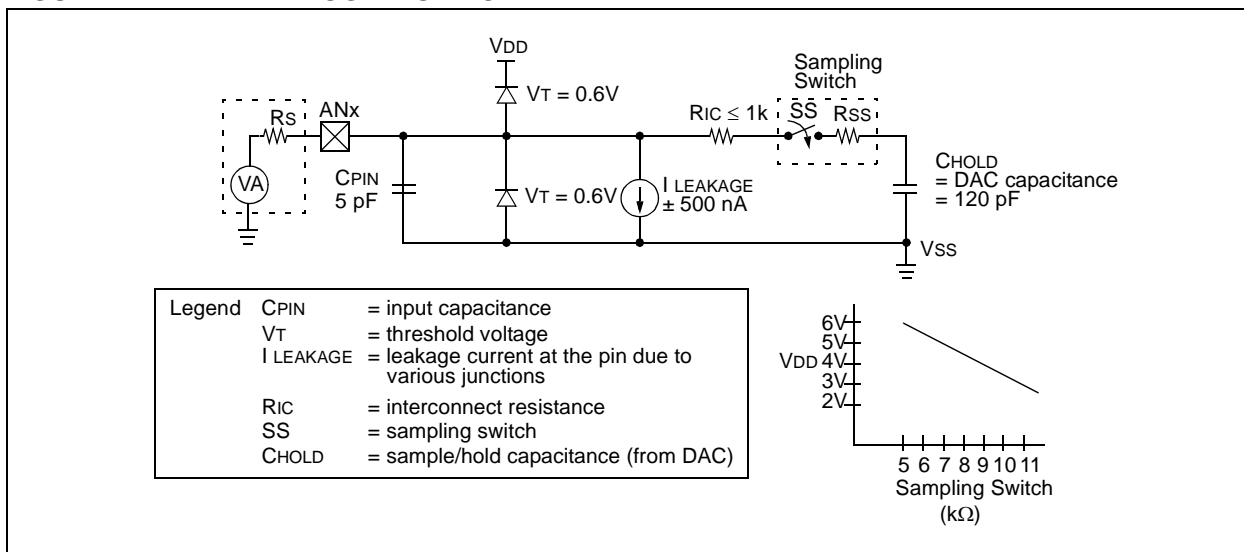 VDD
Sampling
Switch
VT = 0.6V
ANx
RS
RIC ≤ 1k
SS
RSS
VA
CPIN
5 pF
VT = 0.6V
I LEAKAGE
± 500 nA
CHOLD
= DAC capacitance
= 120 pF
VSS
Legend CPIN = input capacitance
VT = threshold voltage
I LEAKAGE = leakage current at the pin due to
various junctions
RIC = interconnect resistance
SS = sampling switch
CHOLD = sample/hold capacitance (from DAC)
6V
5V
VDD 4V
3V
2V
5 6 7 8 9 10 11
Sampling Switch
(kΩ)